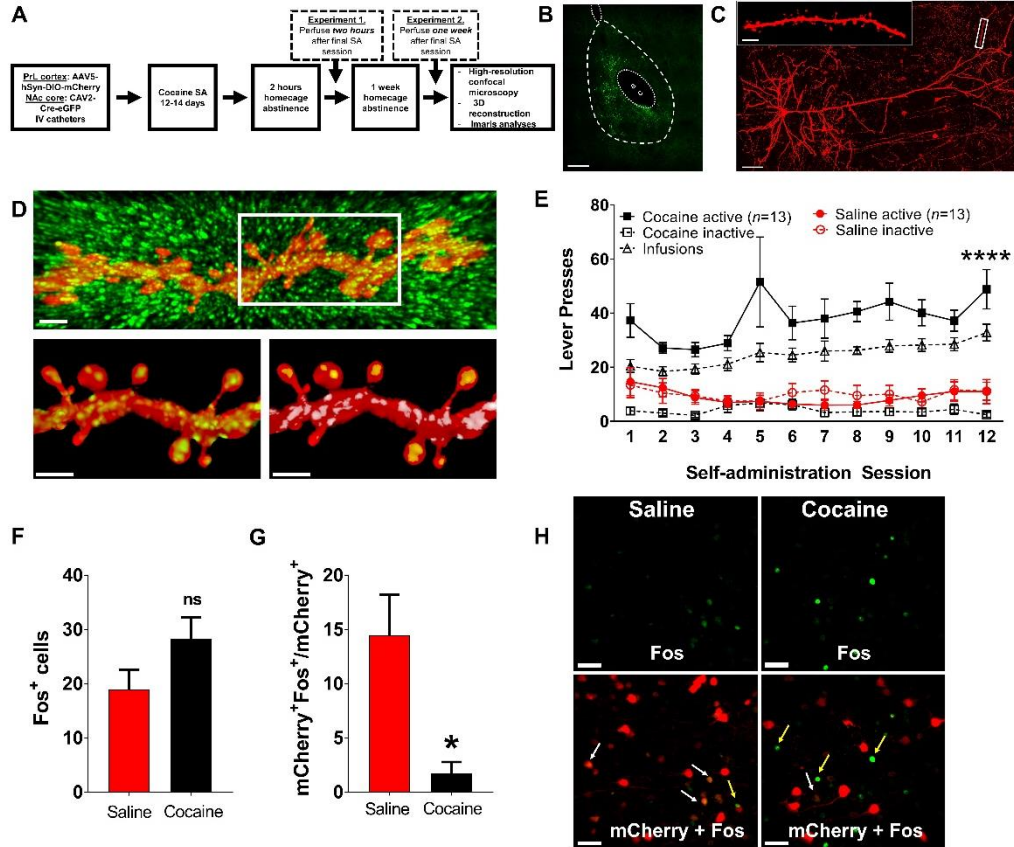 A
Experiment 1.
Perfuse two hours
after final SA
session
Experiment 2.
Perfuse one week
after final SA
session
PrL cortex: AAV5-
hSyn-DIO-mCherry
NAc core: CAV2-
Cre-eGFP
IV catheters
Cocaine SA
12-14 days
2 hours
homecage
abstinence
1 week
homecage
abstinence
- High-resolution
confocal
microscopy
- 3D
reconstruction
- Imaris analyses
B
C
D
E
Lever Presses
80
60
40
20
0
Cocaine active (n=13)
Cocaine inactive
Infusions
Saline active (n=13)
Saline inactive
****
1 2 3 4 5 6 7 8 9 10 11 12
Self-administration Session
F
Fos+ cells
40
30
20
10
0
ns
Saline Cocaine
G
mCherry+Fos+/mCherry+
20
15
10
5
0
*
Saline Cocaine
H
Saline
Cocaine
Fos
Fos
mCherry + Fos
mCherry + Fos